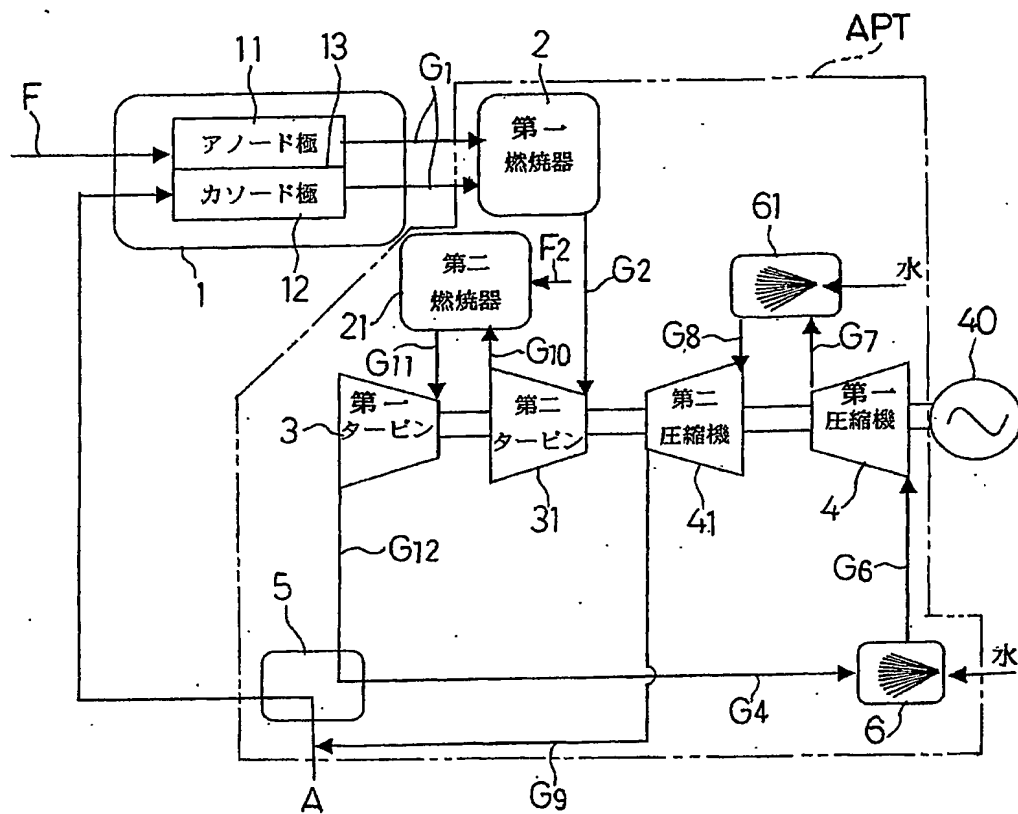 APT
11
13
2
G1
F
アノード極
カソード極
第一
燃焼器
1
12
G1
61
第二
燃焼器
F2
G2
水
21
40
G11
G10
G8
G7
第一
タービン
第二
タービン
第二
圧縮機
第一
圧縮機
3
31
41
4
G12
G6
5
水
G4
6
A
G9